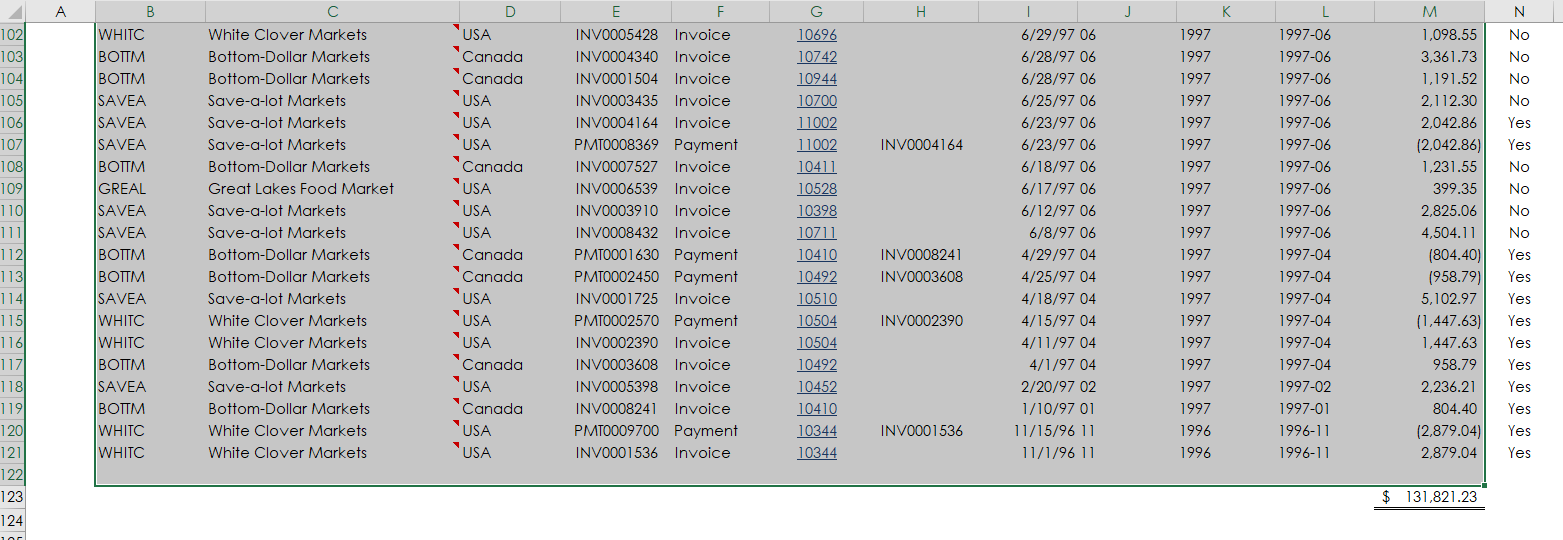 A B C D E F G H I J K L M N
102 WHITC White Clover Markets USA INV0005428 Invoice 10696 6/29/97 06 1997 1997-06 1,098.55 No
103 BOTTM Bottom-Dollar Markets Canada INV0004340 Invoice 10742 6/28/97 06 1997 1997-06 3,361.73 No
104 BOTTM Bottom-Dollar Markets Canada INV0001504 Invoice 10944 6/28/97 06 1997 1997-06 1,191.52 No
105 SAVEA Save-a-lot Markets USA INV0003435 Invoice 10700 6/25/97 06 1997 1997-06 2,112.30 No
106 SAVEA Save-a-lot Markets USA INV0004164 Invoice 11002 6/23/97 06 1997 1997-06 2,042.86 Yes
107 SAVEA Save-a-lot Markets USA PMT0008369 Payment 11002 INV0004164 6/23/97 06 1997 1997-06 (2,042.86) Yes
108 BOTTM Bottom-Dollar Markets Canada INV0007527 Invoice 10411 6/18/97 06 1997 1997-06 1,231.55 No
109 GREAL Great Lakes Food Market USA INV0006539 Invoice 10528 6/17/97 06 1997 1997-06 399.35 No
110 SAVEA Save-a-lot Markets USA INV0003910 Invoice 10398 6/12/97 06 1997 1997-06 2,825.06 No
111 SAVEA Save-a-lot Markets USA INV0008432 Invoice 10711 6/8/97 06 1997 1997-06 4,504.11 No
112 BOTTM Bottom-Dollar Markets Canada PMT0001630 Payment 10410 INV0008241 4/29/97 04 1997 1997-04 (804.40) Yes
113 BOTTM Bottom-Dollar Markets Canada PMT0002450 Payment 10492 INV0003608 4/25/97 04 1997 1997-04 (958.79) Yes
114 SAVEA Save-a-lot Markets USA INV0001725 Invoice 10510 4/18/97 04 1997 1997-04 5,102.97 Yes
115 WHITC White Clover Markets USA PMT0002570 Payment 10504 INV0002390 4/15/97 04 1997 1997-04 (1,447.63) Yes
116 WHITC White Clover Markets USA INV0002390 Invoice 10504 4/11/97 04 1997 1997-04 1,447.63 Yes
117 BOTTM Bottom-Dollar Markets Canada INV0003608 Invoice 10492 4/1/97 04 1997 1997-04 958.79 Yes
118 SAVEA Save-a-lot Markets USA INV0005398 Invoice 10452 2/20/97 02 1997 1997-02 2,236.21 Yes
119 BOTTM Bottom-Dollar Markets Canada INV0008241 Invoice 10410 1/10/97 01 1997 1997-01 804.40 Yes
120 WHITC White Clover Markets USA PMT0009700 Payment 10344 INV0001536 11/15/96 11 1996 1996-11 (2,879.04) Yes
121 WHITC White Clover Markets USA INV0001536 Invoice 10344 11/1/96 11 1996 1996-11 2,879.04 Yes
122
123 $ 131,821.23
124